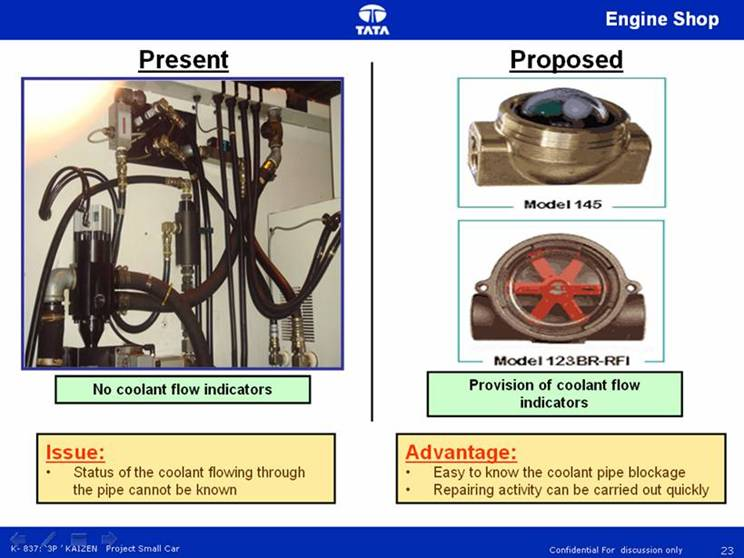 TATA
Engine Shop
Present
Proposed
Model 145
Model 123BR-RFI
No coolant flow indicators
Provision of coolant flow
indicators
Issue:
• Status of the coolant flowing through
the pipe cannot be known
Advantage:
• Easy to know the coolant pipe blockage
• Repairing activity can be carried out quickly
K- 837: '3P ' KAIZEN Project Small Car
Confidential For discussion only
23